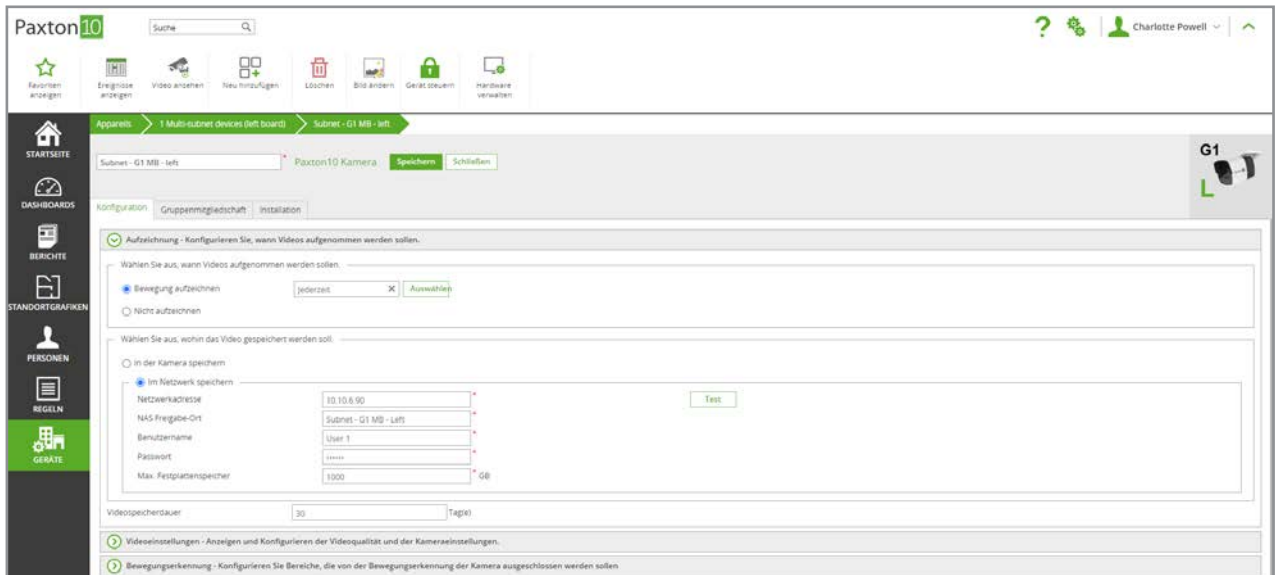 Paxton10
Suche
Charlotte Powell
Favoriten anzeigen
Ereignisse anzeigen
Video ansehen
Neu hinzufügen
Löschen
Bild ändern
Gerät steuern
Hardware verwalten
Appareils
1 Multi-subnet devices (left board)
Subnet - G1 MB - left
STARTSEITE
DASHBOARDS
BERICHTE
STANDORTGRAFIKEN
PERSONEN
REGELN
GERÄTE
Subnet - G1 MB - left * Paxton10 Kamera Speichern Schließen
G1
L
Konfiguration Gruppenmitgliedschaft Installation
Aufzeichnung - Konfigurieren Sie, wann Videos aufgenommen werden sollen.
Wählen Sie aus, wann Videos aufgenommen werden sollen.
Bewegung aufzeichnen Jederzeit X Auswählen
Nicht aufzeichnen
Wählen Sie aus, wohin das Video gespeichert werden soll.
In der Kamera speichern
Im Netzwerk speichern
Netzwerkadresse 10.10.6.90 * Test
NAS Freigabe-Ort Subnet - G1 MB - Left *
Benutzername User 1 *
Passwort •••••• *
Max. Festplattenspeicher 1000 * GB
Videospeicherdauer 30 Tag(e)
Videoeinstellungen - Anzeigen und Konfigurieren der Videoqualität und der Kameraeinstellungen.
Bewegungserkennung - Konfigurieren Sie Bereiche, die von der Bewegungserkennung der Kamera ausgeschlossen werden sollen